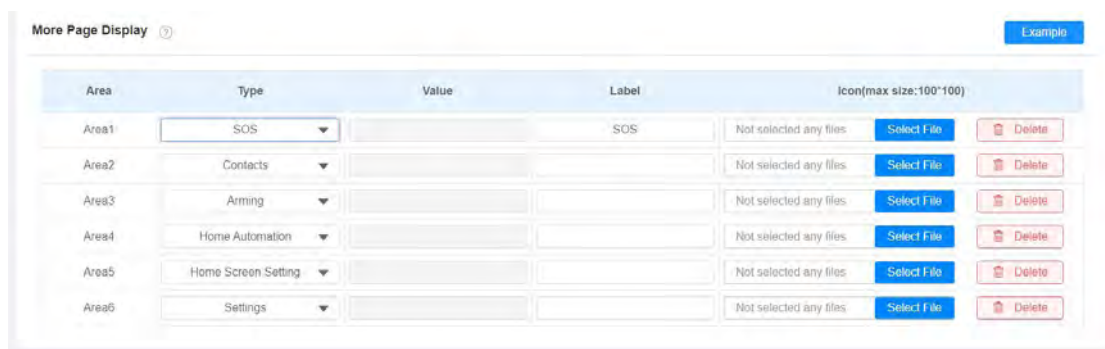 More Page Display ?
Example
Area Type Value Label Icon(max size:100*100)
Area1 SOS SOS Not selected any files Select File Delete
Area2 Contacts Not selected any files Select File Delete
Area3 Arming Not selected any files Select File Delete
Area4 Home Automation Not selected any files Select File Delete
Area5 Home Screen Setting Not selected any files Select File Delete
Area6 Settings Not selected any files Select File Delete